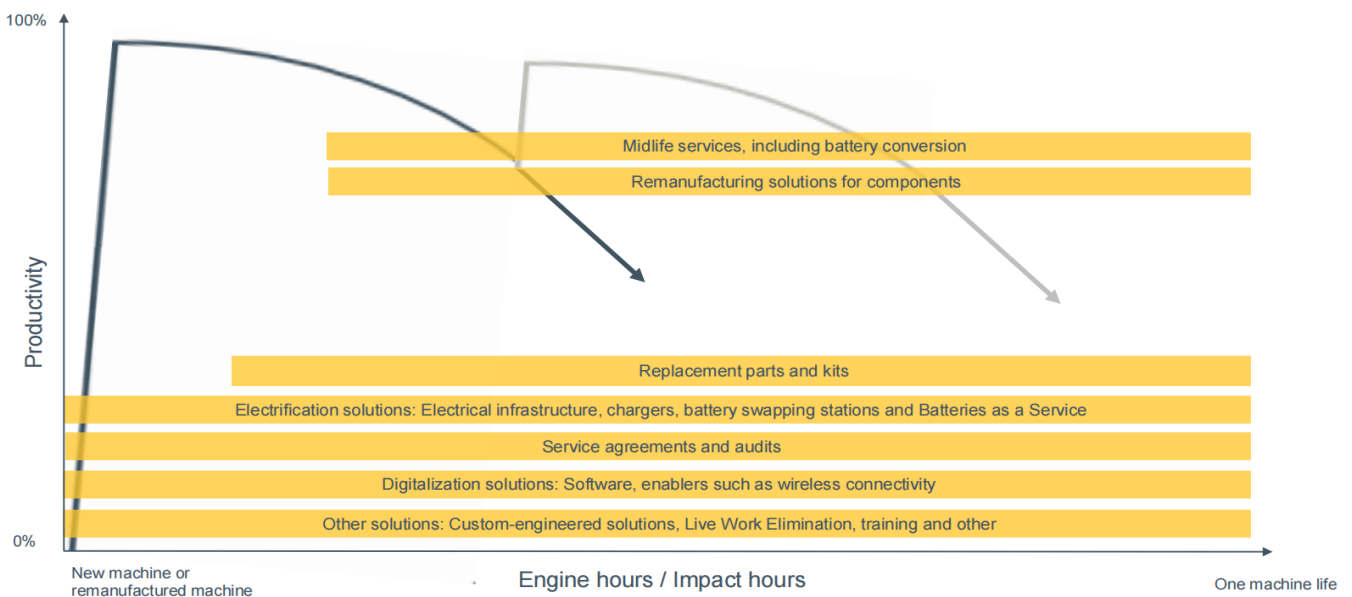 100%
Midlife services, including battery conversion
Remanufacturing solutions for components
Productivity
Replacement parts and kits
Electrification solutions: Electrical infrastructure, chargers, battery swapping stations and Batteries as a Service
Service agreements and audits
Digitalization solutions: Software, enablers such as wireless connectivity
Other solutions: Custom-engineered solutions, Live Work Elimination, training and other
0%
New machine or
remanufactured machine
Engine hours / Impact hours
One machine life